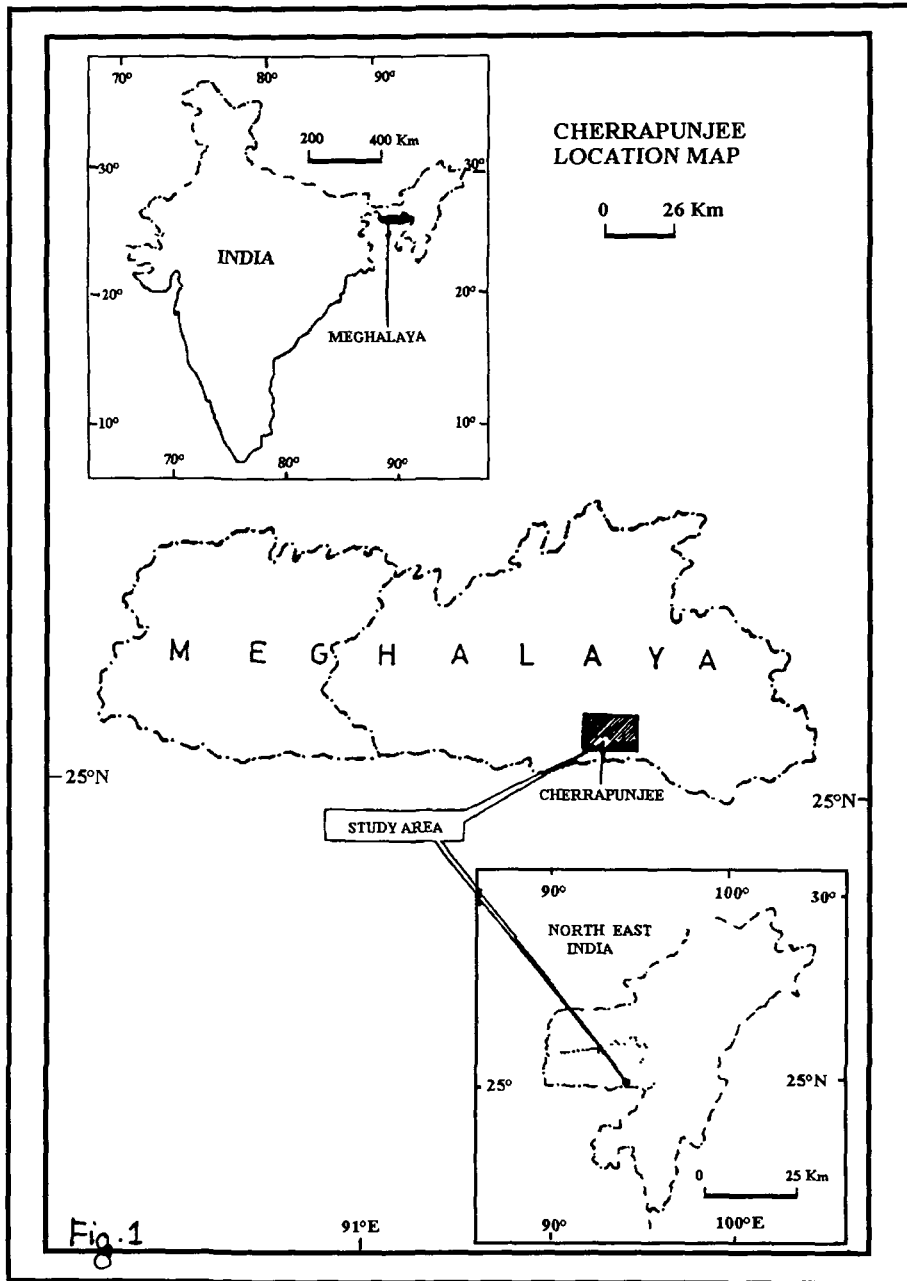 70° 80° 90°
200 400 Km
30° 30°
INDIA
20° 20°
MEGHALAYA
10° 10°
70° 80° 90°
CHERRAPUNJEE
LOCATION MAP
0 26 Km
M E G H A L A Y A
25°N 25°N
CHERRAPUNJEE
STUDY AREA
90° 100°
30°
NORTH EAST
INDIA
25° 25°N
0 25 Km
90° 100°E
91°E
Fig.1